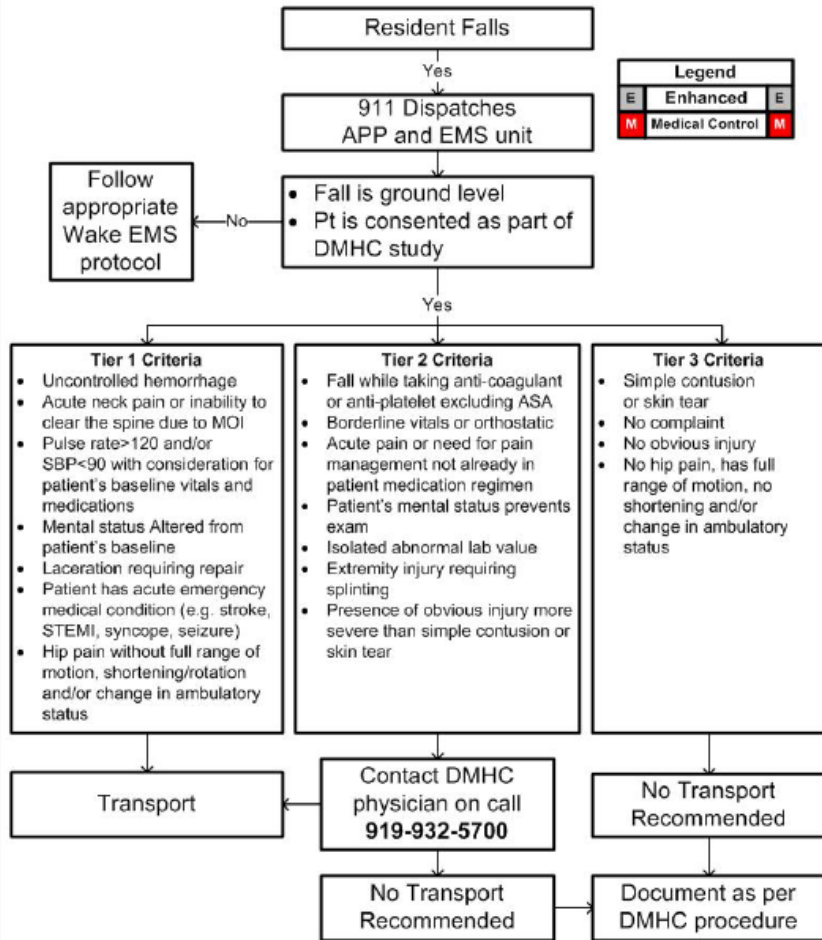 Resident Falls
Yes
Legend
E Enhanced E
M Medical Control M
911 Dispatches
APP and EMS unit
Follow
appropriate
Wake EMS
protocol
No
• Fall is ground level
• Pt is consented as part of
DMHC study
Yes
Tier 1 Criteria
• Uncontrolled hemorrhage
• Acute neck pain or inability to
clear the spine due to MOI
• Pulse rate>120 and/or
SBP<90 with consideration for
patient's baseline vitals and
medications
• Mental status Altered from
patient's baseline
• Laceration requiring repair
• Patient has acute emergency
medical condition (e.g. stroke,
STEMI, syncope, seizure)
• Hip pain without full range of
motion, shortening/rotation
and/or change in ambulatory
status
Tier 2 Criteria
• Fall while taking anti-coagulant
or anti-platelet excluding ASA
• Borderline vitals or orthostatic
• Acute pain or need for pain
management not already in
patient medication regimen
• Patient's mental status prevents
exam
• Isolated abnormal lab value
• Extremity injury requiring
splinting
• Presence of obvious injury more
severe than simple contusion or
skin tear
Tier 3 Criteria
• Simple contusion
or skin tear
• No complaint
• No obvious injury
• No hip pain, has full
range of motion, no
shortening and/or
change in ambulatory
status
Transport
Contact DMHC
physician on call
919-932-5700
No Transport
Recommended
No Transport
Recommended
Document as per
DMHC procedure